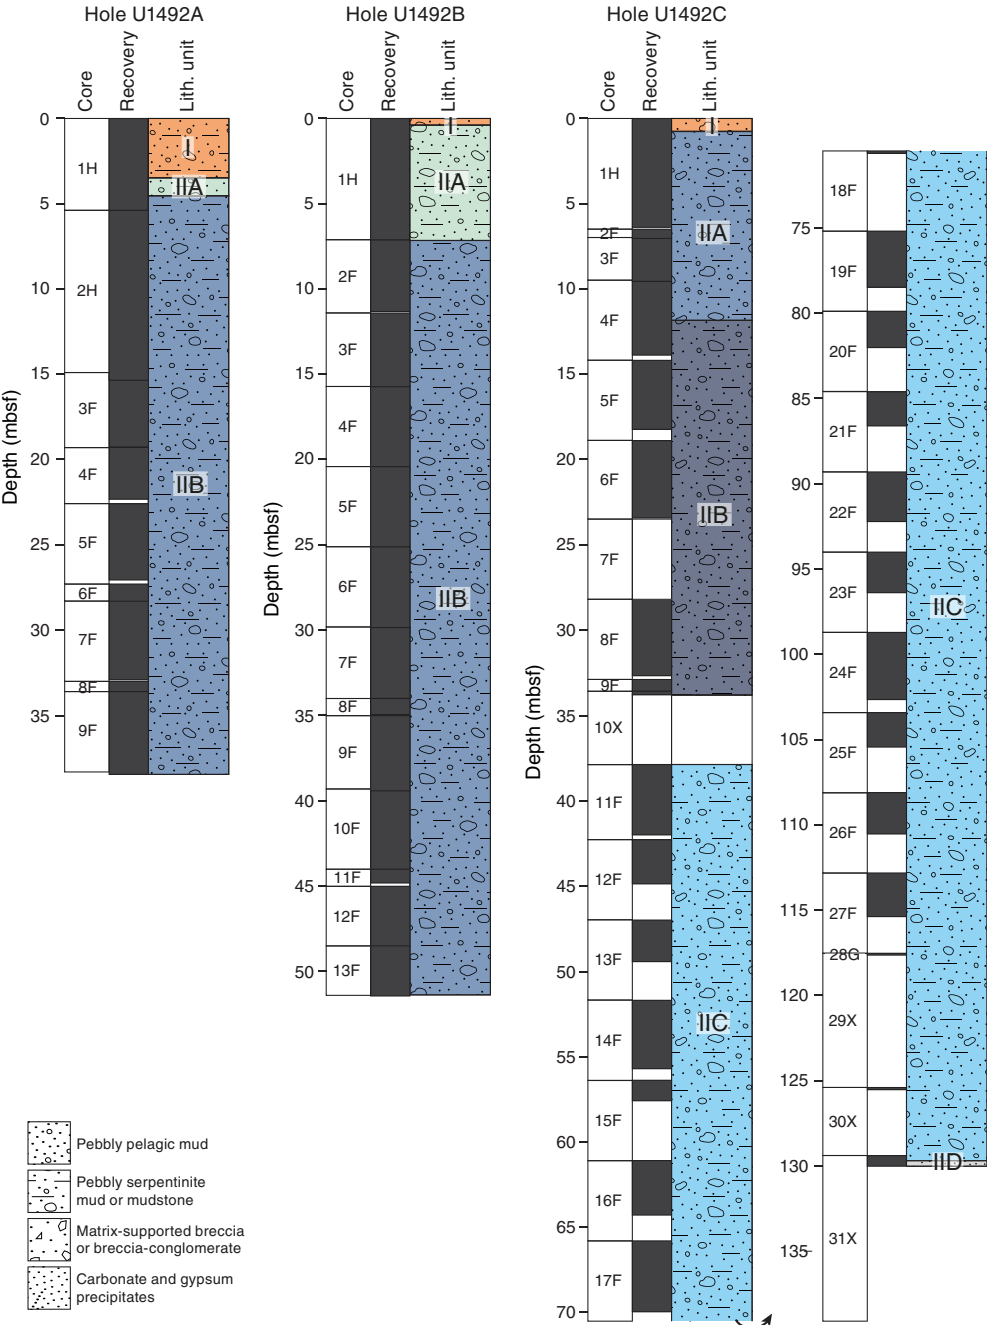 Hole U1492A
Core
Recovery
Lith. unit
Depth (mbsf)
0
5
10
15
20
25
30
35
1H
2H
3F
4F
5F
6F
7F
8F
9F
I
IIA
IIB
Hole U1492B
Core
Recovery
Lith. unit
Depth (mbsf)
0
5
10
15
20
25
30
35
40
45
50
1H
2F
3F
4F
5F
6F
7F
8F
9F
10F
11F
12F
13F
I
IIA
IIB
Hole U1492C
Core
Recovery
Lith. unit
Depth (mbsf)
0
5
10
15
20
25
30
35
40
45
50
55
60
65
70
1H
2F
3F
4F
5F
6F
7F
8F
9F
10X
11F
12F
13F
14F
15F
16F
17F
I
IIA
IIB
IIC
75
80
85
90
95
100
105
110
115
120
125
130
135
18F
19F
20F
21F
22F
23F
24F
25F
26F
27F
28G
29X
30X
31X
IIC
IID
Pebbly pelagic mud
Pebbly serpentinite
mud or mudstone
Matrix-supported breccia
or breccia-conglomerate
Carbonate and gypsum
precipitates